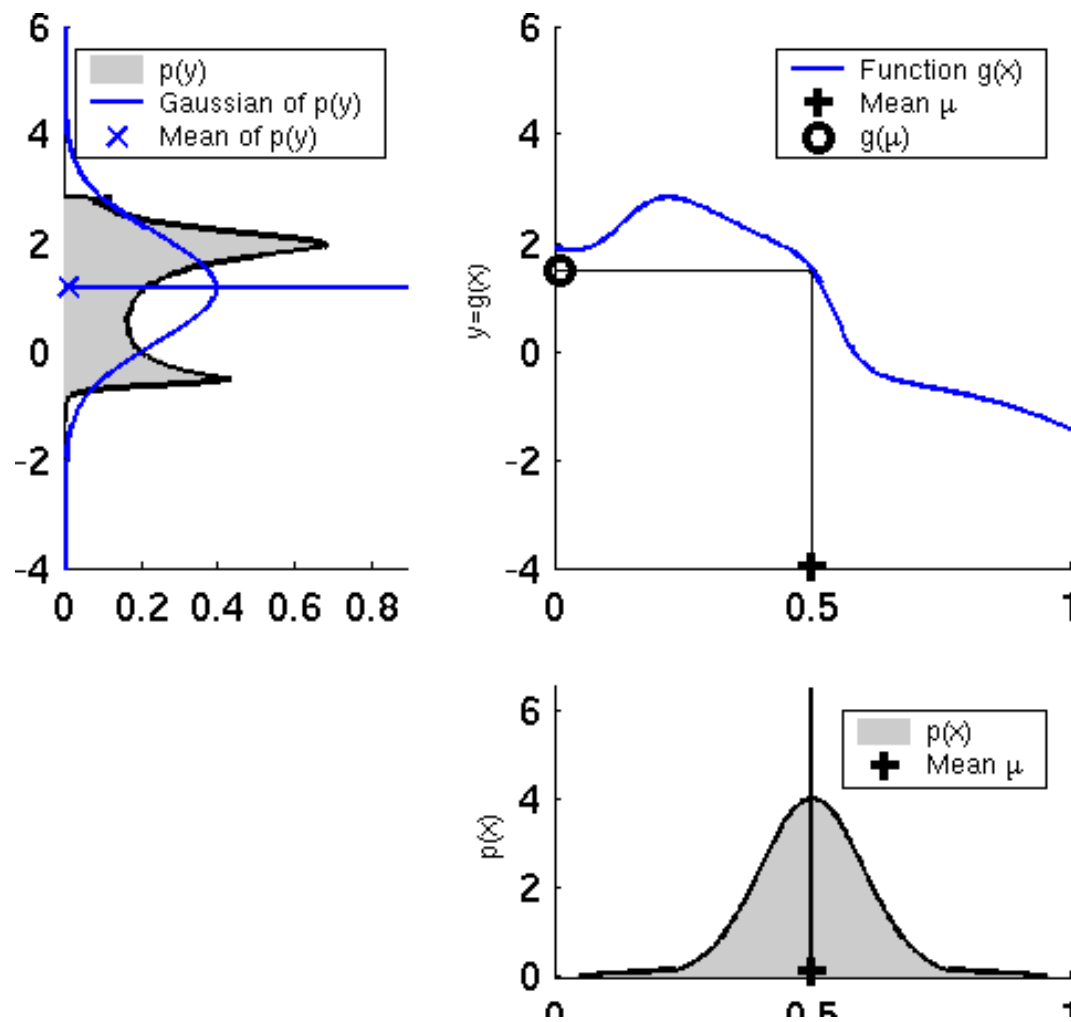 6
4
2
0
-2
-4
0 0.2 0.4 0.6 0.8
p(y)
Gaussian of p(y)
Mean of p(y)
y=g(x)
6
4
2
0
-2
-4
0 0.5 1
Function g(x)
Mean μ
g(μ)
p(x)
6
4
2
0
0 0.5 1
p(x)
Mean μ